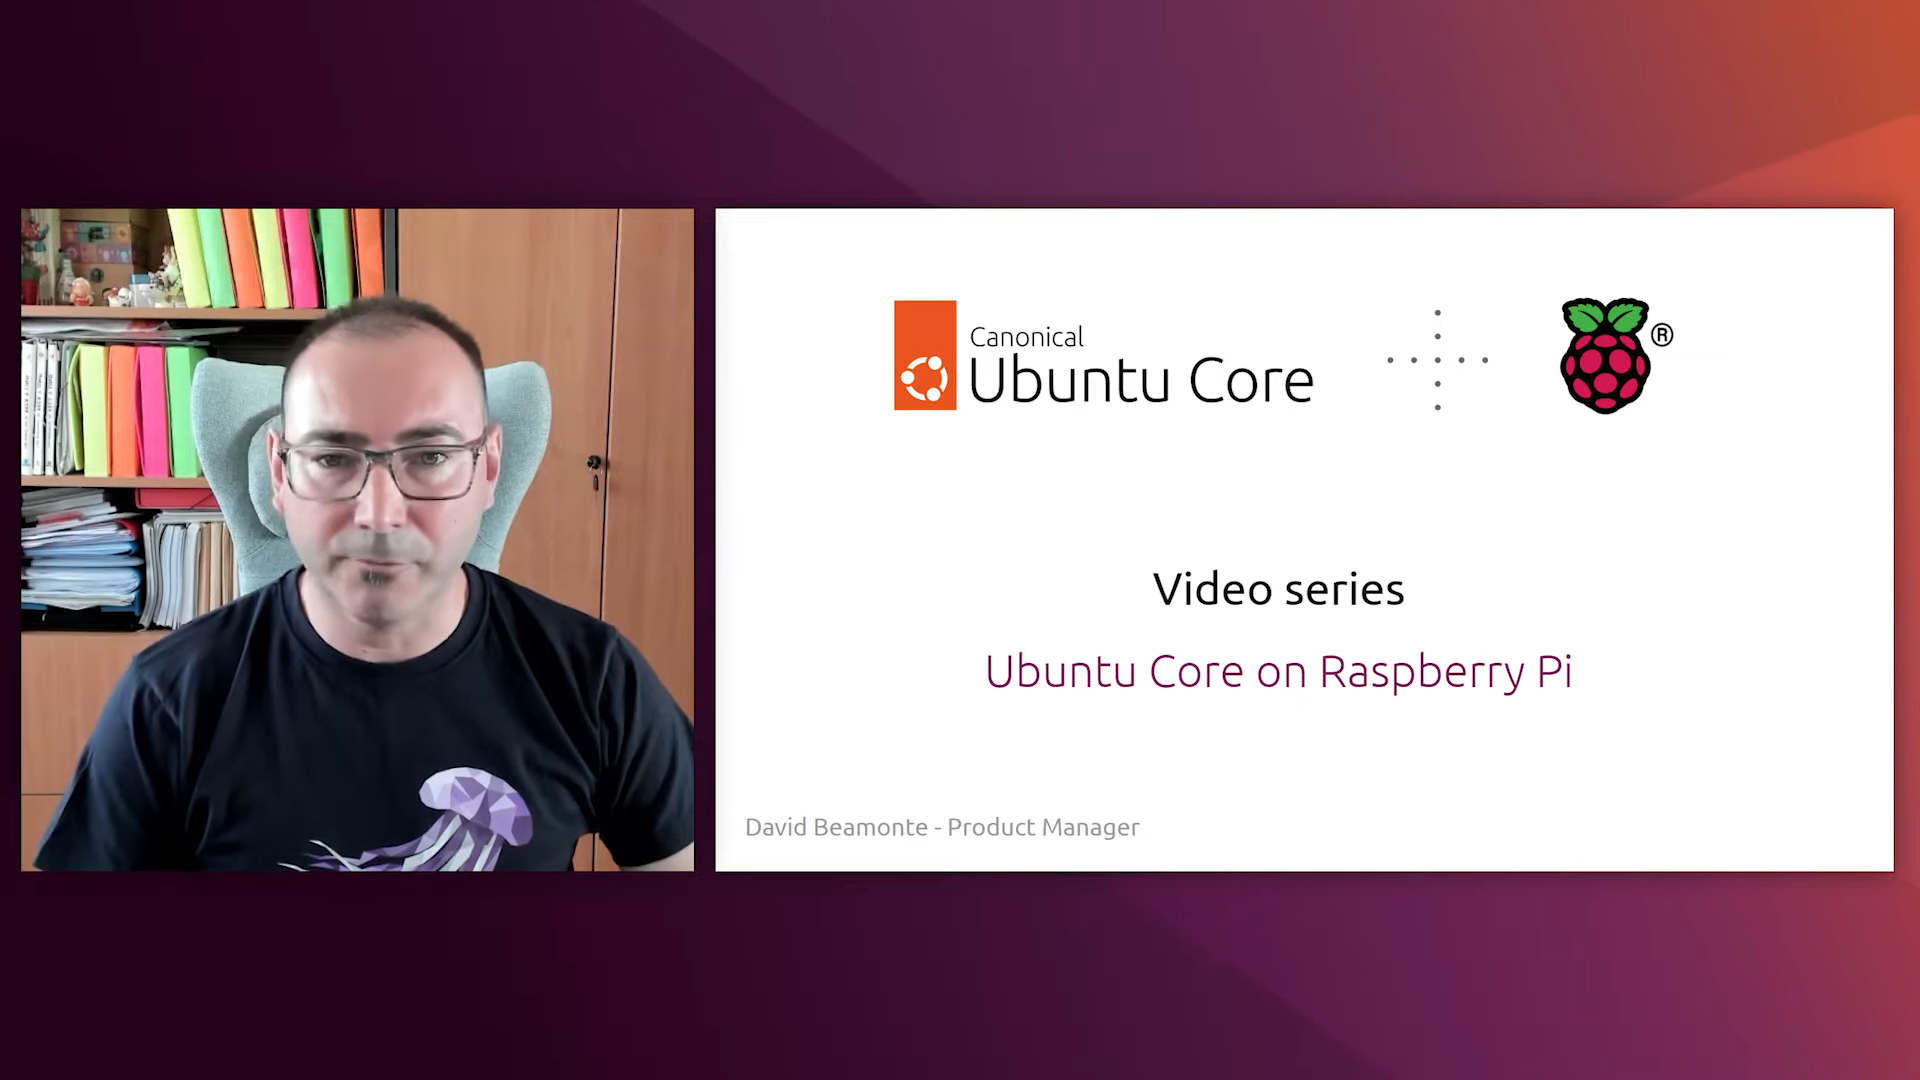 Canonical
Ubuntu Core
®
Video series
Ubuntu Core on Raspberry Pi
David Beamonte - Product Manager